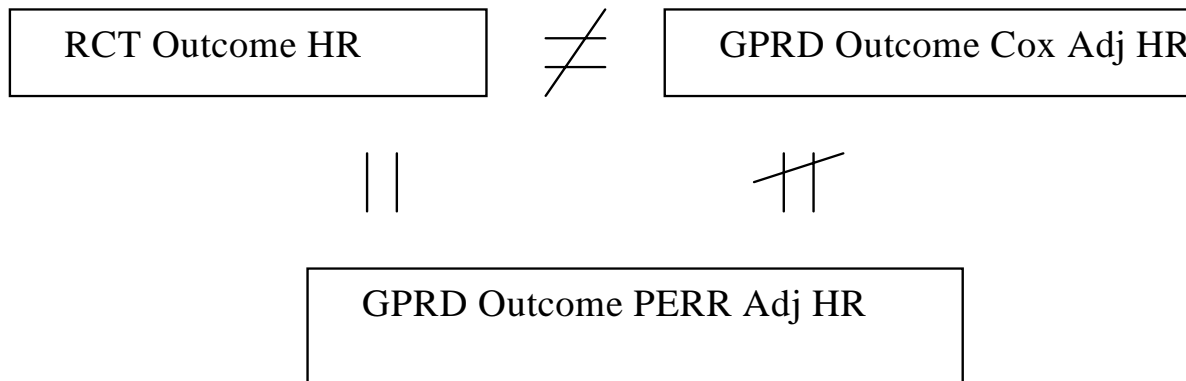 RCT Outcome HR
≠
GPRD Outcome Cox Adj HR
GPRD Outcome PERR Adj HR